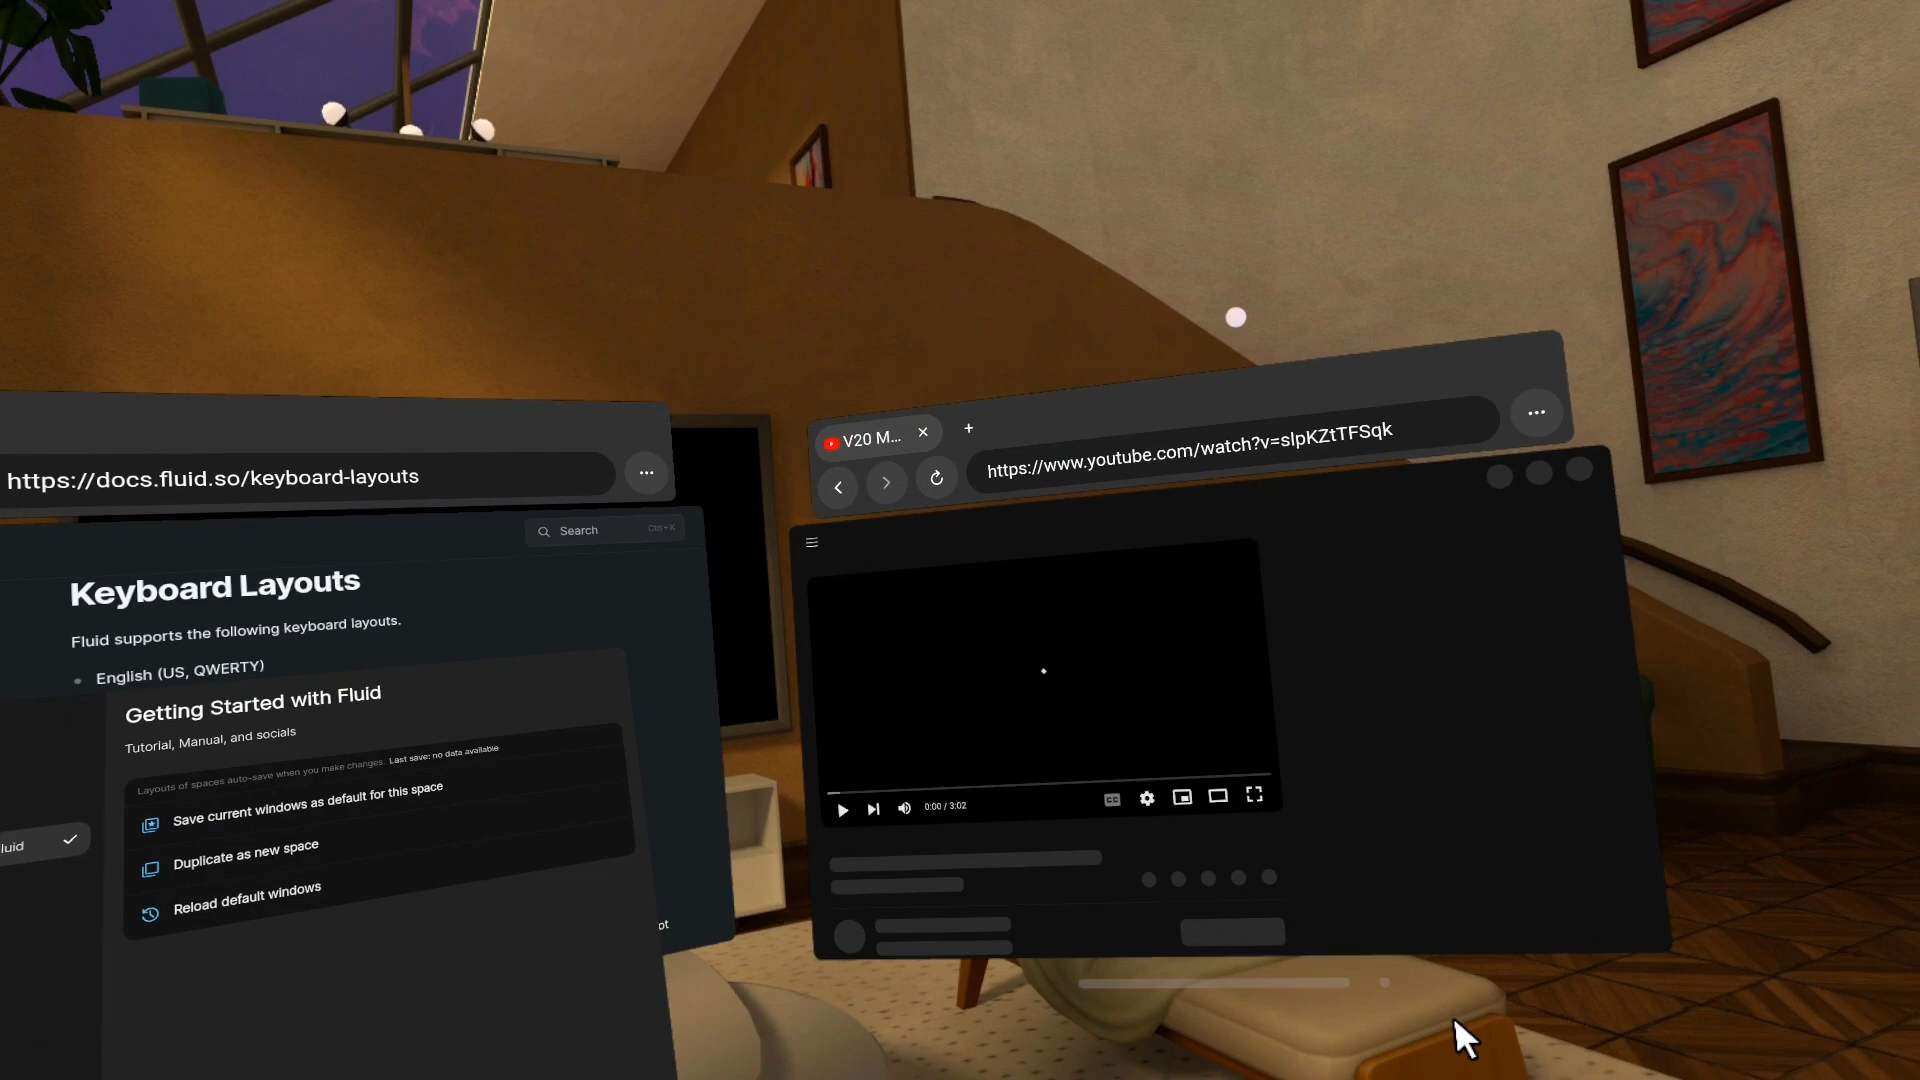 https://docs.fluid.so/keyboard-layouts
Search
Ctrl+K
Keyboard Layouts
Fluid supports the following keyboard layouts.
English (US, QWERTY)
Getting Started with Fluid
Tutorial, Manual, and socials
Layouts of spaces auto-save when you make changes. Last save: no data available
Save current windows as default for this space
Duplicate as new space
Reload default windows
luid
ot
V20 M...
https://www.youtube.com/watch?v=slpKZtTFSqk
0:00 / 3:02
CC